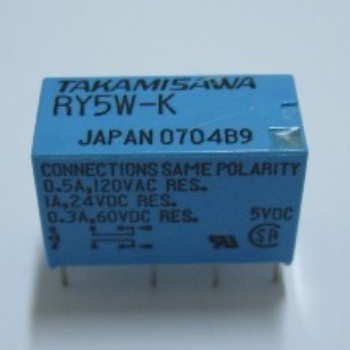 TAKAMISAWA
RY5W-K
JAPAN 0704B9
CONNECTIONS SAME POLARITY
0.5A,120VAC RES.
1A,24VDC RES.
0.3A,60VDC RES. 5VDC